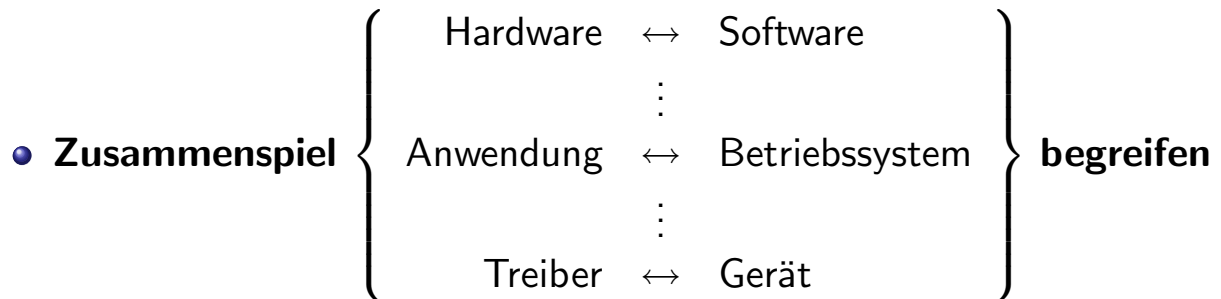 Hardware ↔ Software
⋮
• Zusammenspiel { Anwendung ↔ Betriebssystem } begreifen
⋮
Treiber ↔ Gerät